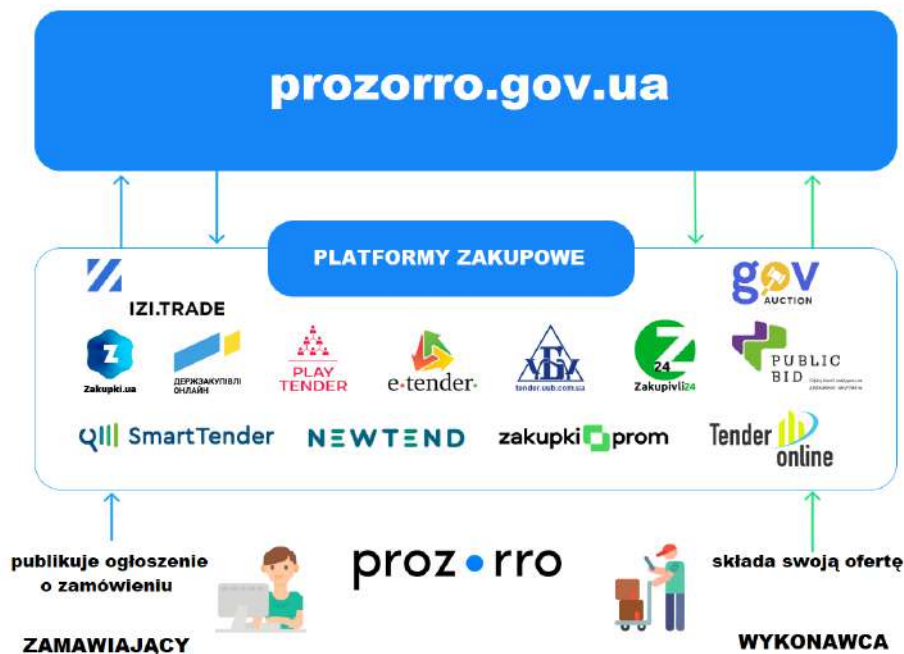 prozorro.gov.ua
PLATFORMY ZAKUPOWE
IZI.TRADE
gov
AUCTION
Zakupki.ua
ДЕРЖЗАКУПІВЛІ
ОНЛАЙН
PLAY
TENDER
e-tender.
tender.uub.com.ua
24
Zakupivli24
PUBLIC
BID
SmartTender
NEWTEND
zakupki prom
Tender
online
publikuje ogłoszenie
o zamówieniu
prozorro
składa swoją ofertę
ZAMAWIAJĄCY
WYKONAWCA